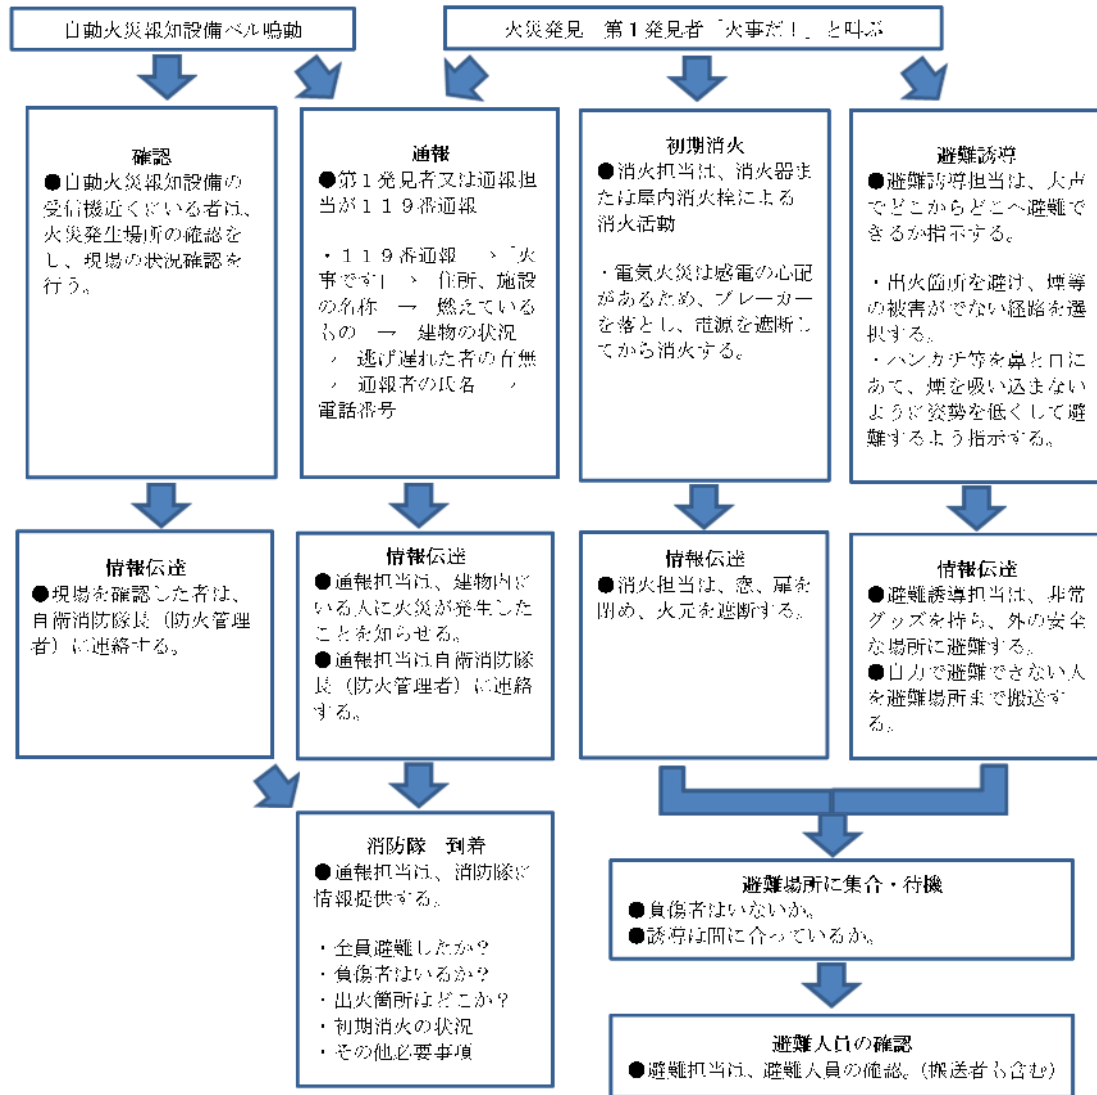 自動火災報知設備ベル鳴動
火災発見　第１発見者「火事だ！」と叫ぶ
確認
●自動火災報知設備の
受信機近くにいる者は、
火災発生場所の確認を
し、現場の状況確認を
行う。
通報
●第１発見者又は通報担
当が１１９番通報
・１１９番通報　→「火
事です」→　住所、施設
の名称　→　燃えている
もの　→　建物の状況
→　逃げ遅れた者の有無
→　通報者の氏名　→
電話番号
初期消火
●消火担当は、消火器ま
たは屋内消火栓による
消火活動
・電気火災は感電の心配
があるため、ブレーカー
を落とし、電源を遮断し
てから消火する。
避難誘導
●避難誘導担当は、大声
でどこからどこへ避難で
きるか指示する。
・出火箇所を避け、煙等
の被害がでない経路を選
択する。
・ハンカチ等を鼻と口に
あて、煙を吸い込まない
ように姿勢を低くして避
難するよう指示する。
情報伝達
●現場を確認した者は、
自衛消防隊長（防火管理
者）に連絡する。
情報伝達
●通報担当は、建物内に
いる人に火災が発生した
ことを知らせる。
●通報担当は自衛消防隊
長（防火管理者）に連絡
する。
情報伝達
●消火担当は、窓、扉を
閉め、火元を遮断する。
情報伝達
●避難誘導担当は、非常
グッズを持ち、外の安全
な場所に避難する。
●自力で避難できない人
を避難場所まで搬送す
る。
消防隊　到着
●通報担当は、消防隊に
情報提供する。
・全員避難したか？
・負傷者はいるか？
・出火箇所はどこか？
・初期消火の状況
・その他必要事項
避難場所に集合・待機
●負傷者はいないか。
●誘導は間に合っているか。
避難人員の確認
●避難担当は、避難人員の確認。（搬送者も含む）